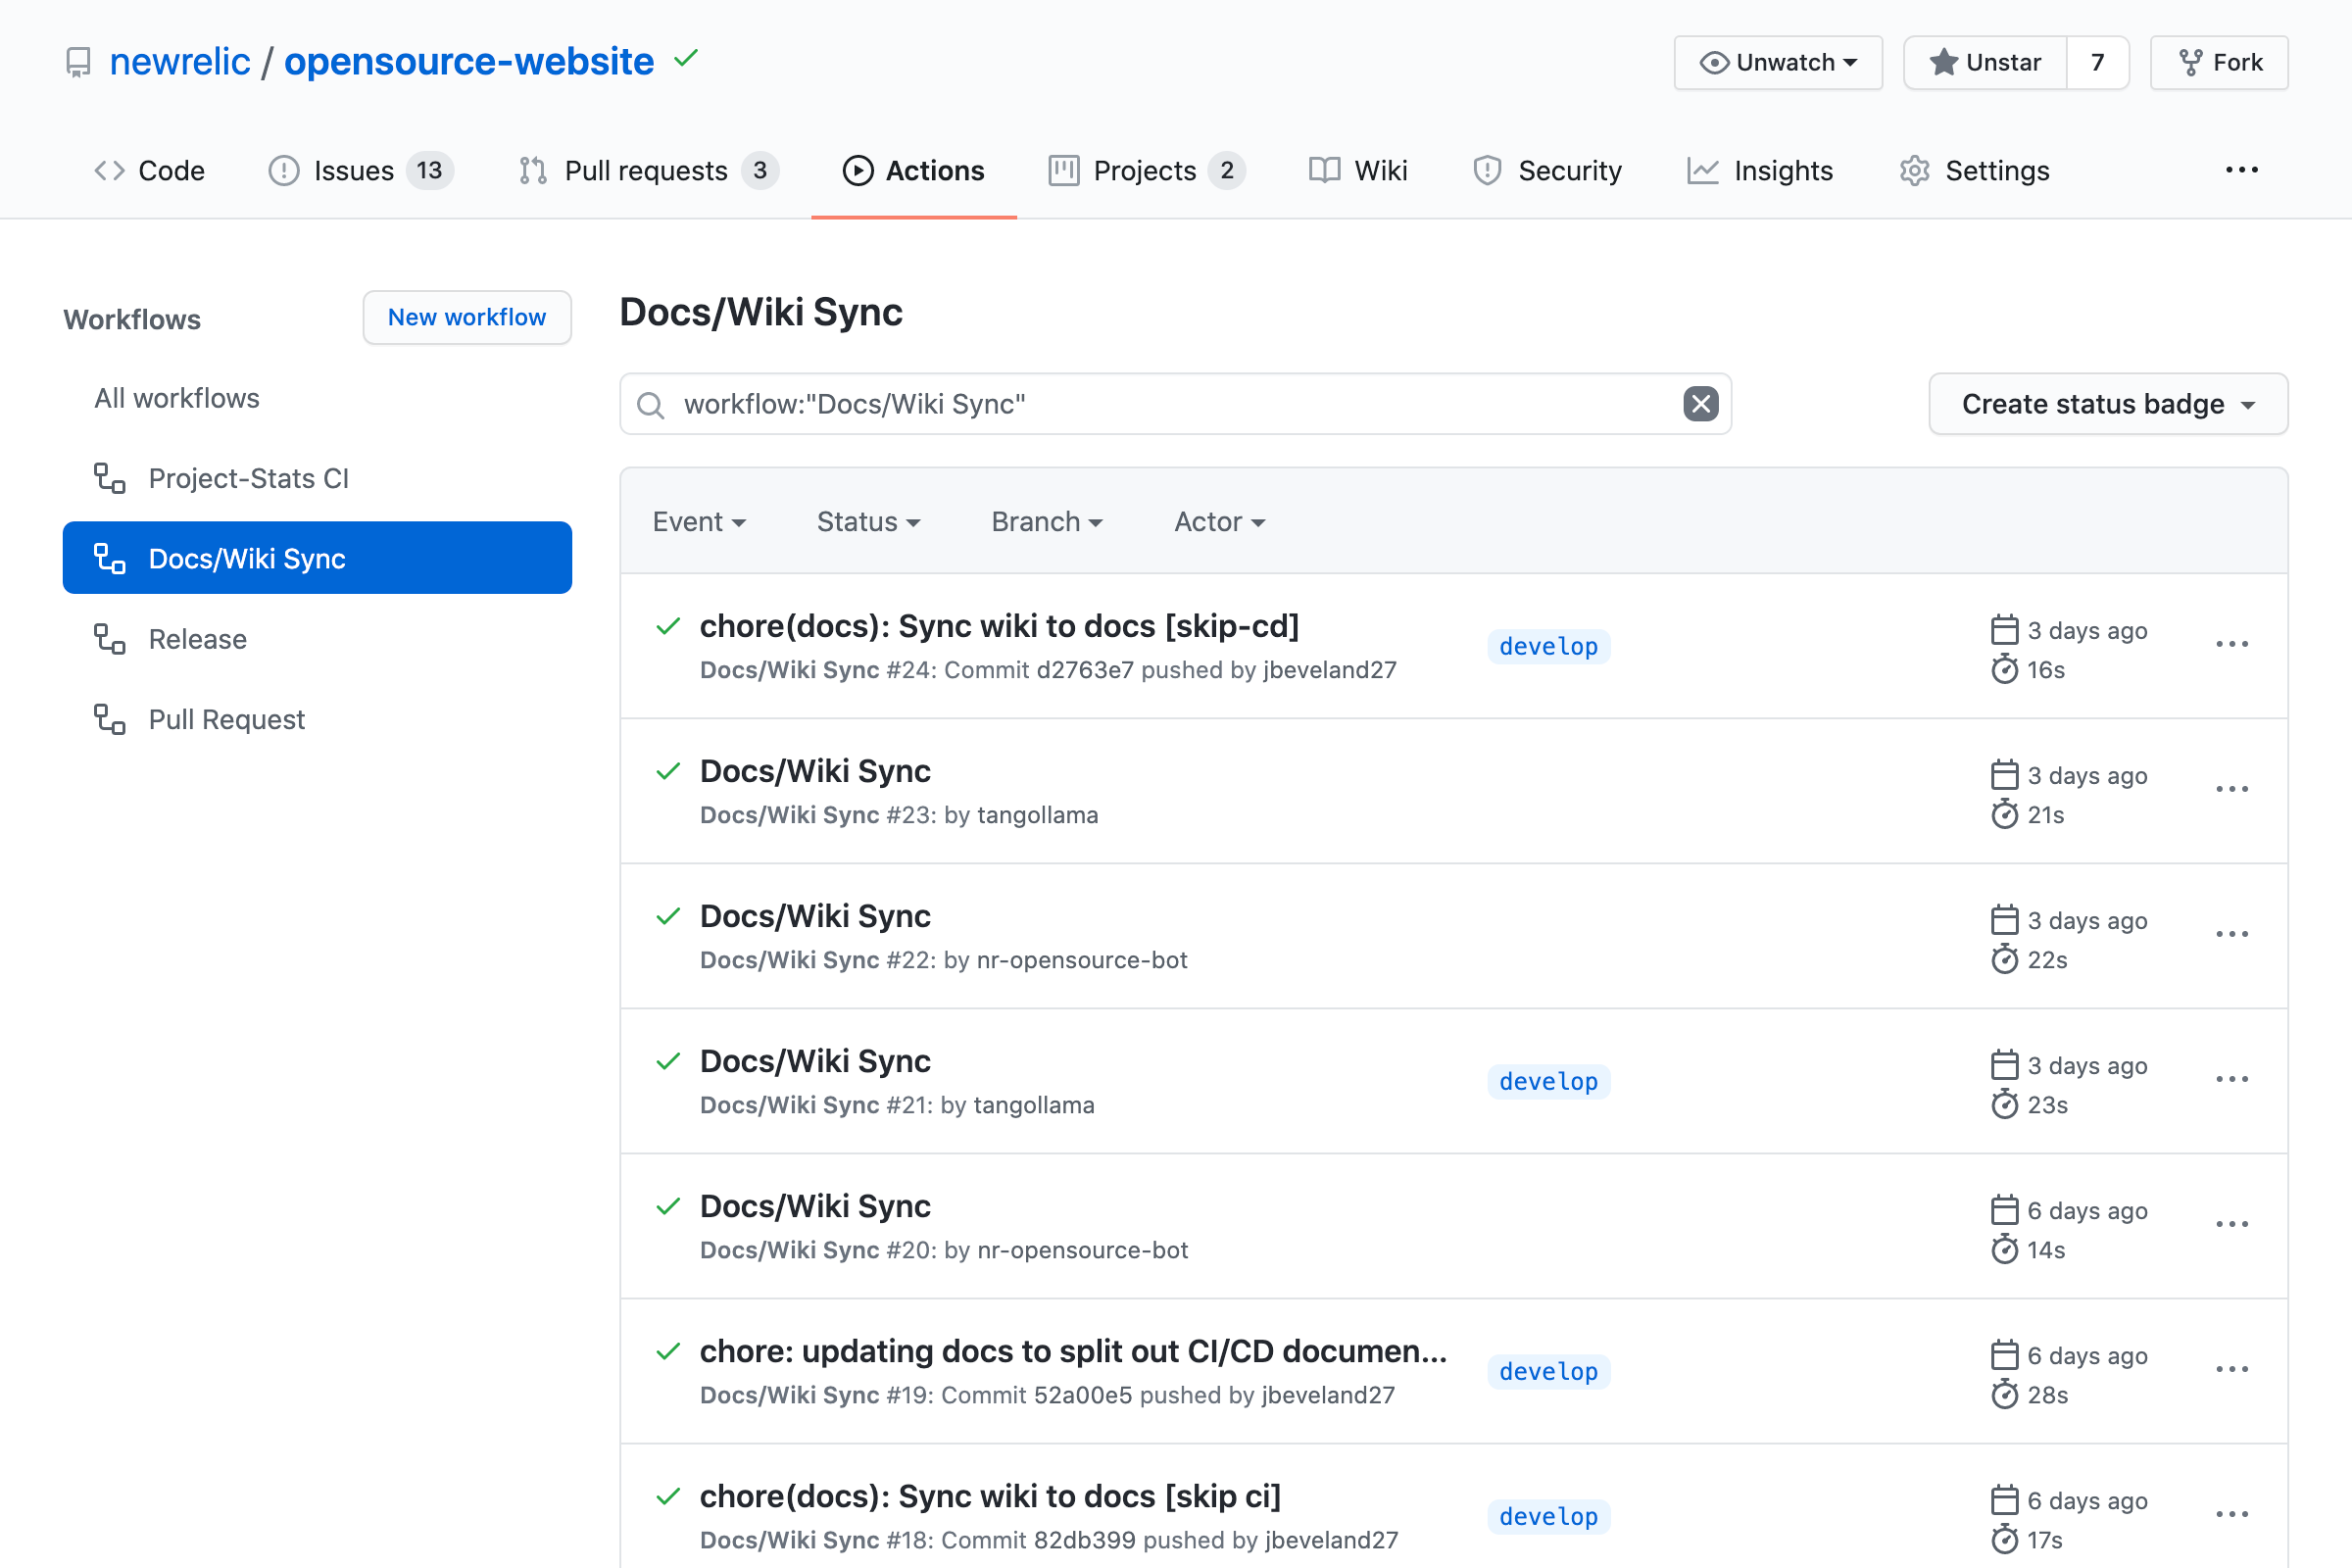 newrelic / opensource-website
Unwatch
Unstar 7
Fork
Code
Issues 13
Pull requests 3
Actions
Projects 2
Wiki
Security
Insights
Settings
Workflows
New workflow
All workflows
Project-Stats CI
Docs/Wiki Sync
Release
Pull Request
Docs/Wiki Sync
workflow:"Docs/Wiki Sync"
Create status badge
Event Status Branch Actor
chore(docs): Sync wiki to docs [skip-cd]
Docs/Wiki Sync #24: Commit d2763e7 pushed by jbeveland27
develop
3 days ago
16s
Docs/Wiki Sync
Docs/Wiki Sync #23: by tangollama
3 days ago
21s
Docs/Wiki Sync
Docs/Wiki Sync #22: by nr-opensource-bot
3 days ago
22s
Docs/Wiki Sync
Docs/Wiki Sync #21: by tangollama
develop
3 days ago
23s
Docs/Wiki Sync
Docs/Wiki Sync #20: by nr-opensource-bot
6 days ago
14s
chore: updating docs to split out CI/CD documen...
Docs/Wiki Sync #19: Commit 52a00e5 pushed by jbeveland27
develop
6 days ago
28s
chore(docs): Sync wiki to docs [skip ci]
Docs/Wiki Sync #18: Commit 82db399 pushed by jbeveland27
develop
6 days ago
17s